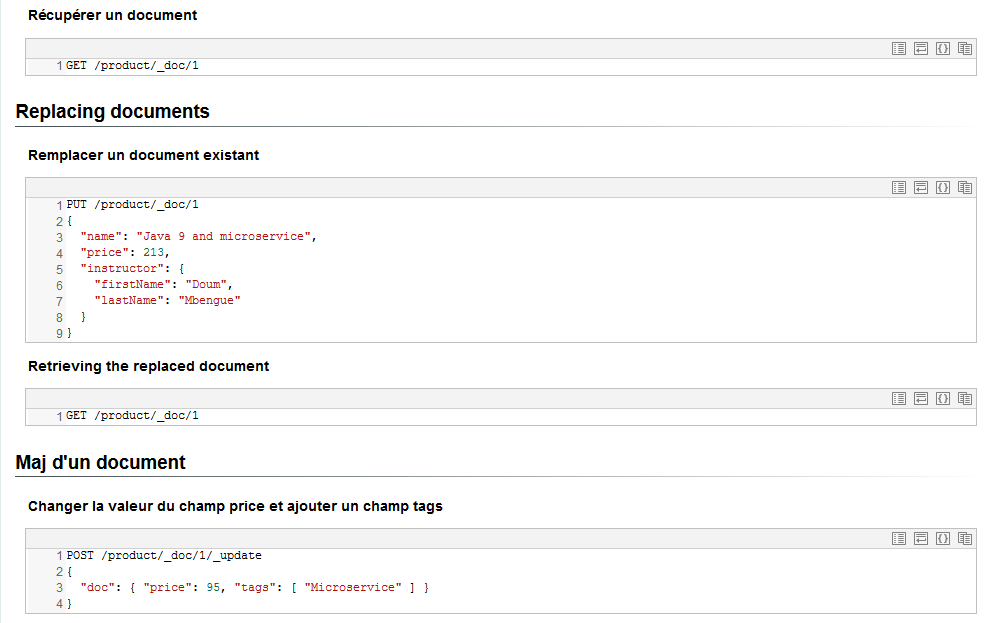 Récupérer un document
1 GET /product/_doc/1
Replacing documents
Remplacer un document existant
1 PUT /product/_doc/1
2 {
3   "name": "Java 9 and microservice",
4   "price": 213,
5   "instructor": {
6     "firstName": "Doum",
7     "lastName": "Mbengue"
8   }
9 }
Retrieving the replaced document
1 GET /product/_doc/1
Maj d'un document
Changer la valeur du champ price et ajouter un champ tags
1 POST /product/_doc/1/_update
2 {
3   "doc": { "price": 95, "tags": [ "Microservice" ] }
4 }